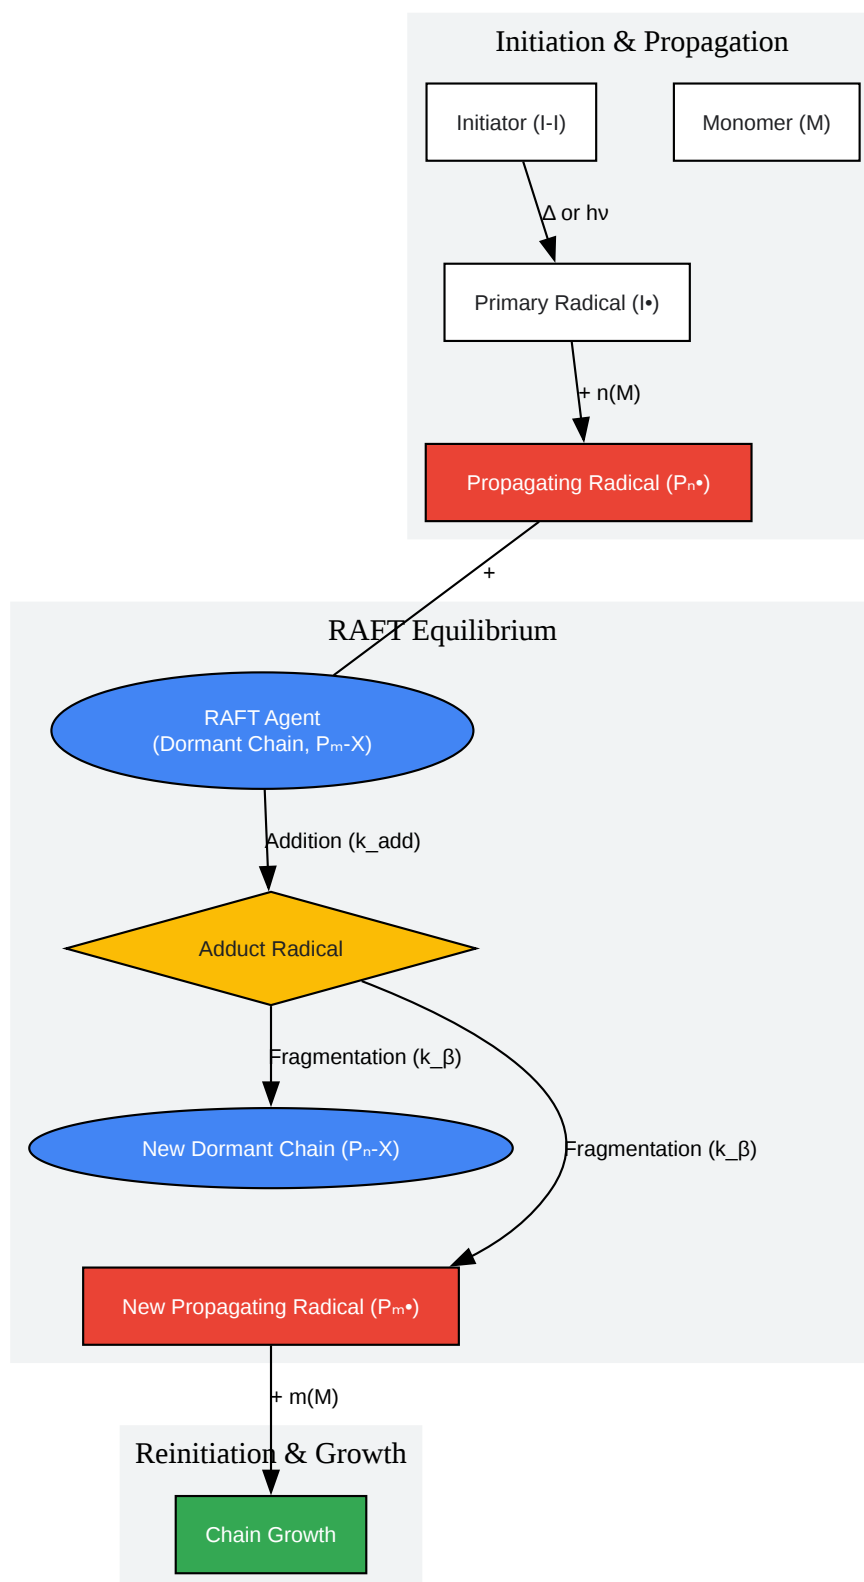 Initiation & Propagation
Initiator (I-I)
Monomer (M)
Δ or hν
Primary Radical (I•)
+ n(M)
Propagating Radical (Pₙ•)
+
RAFT Equilibrium
RAFT Agent
(Dormant Chain, Pₘ-X)
Addition (k_add)
Adduct Radical
Fragmentation (k_β)
New Dormant Chain (Pₙ-X)
Fragmentation (k_β)
New Propagating Radical (Pₘ•)
+ m(M)
Reinitiation & Growth
Chain Growth